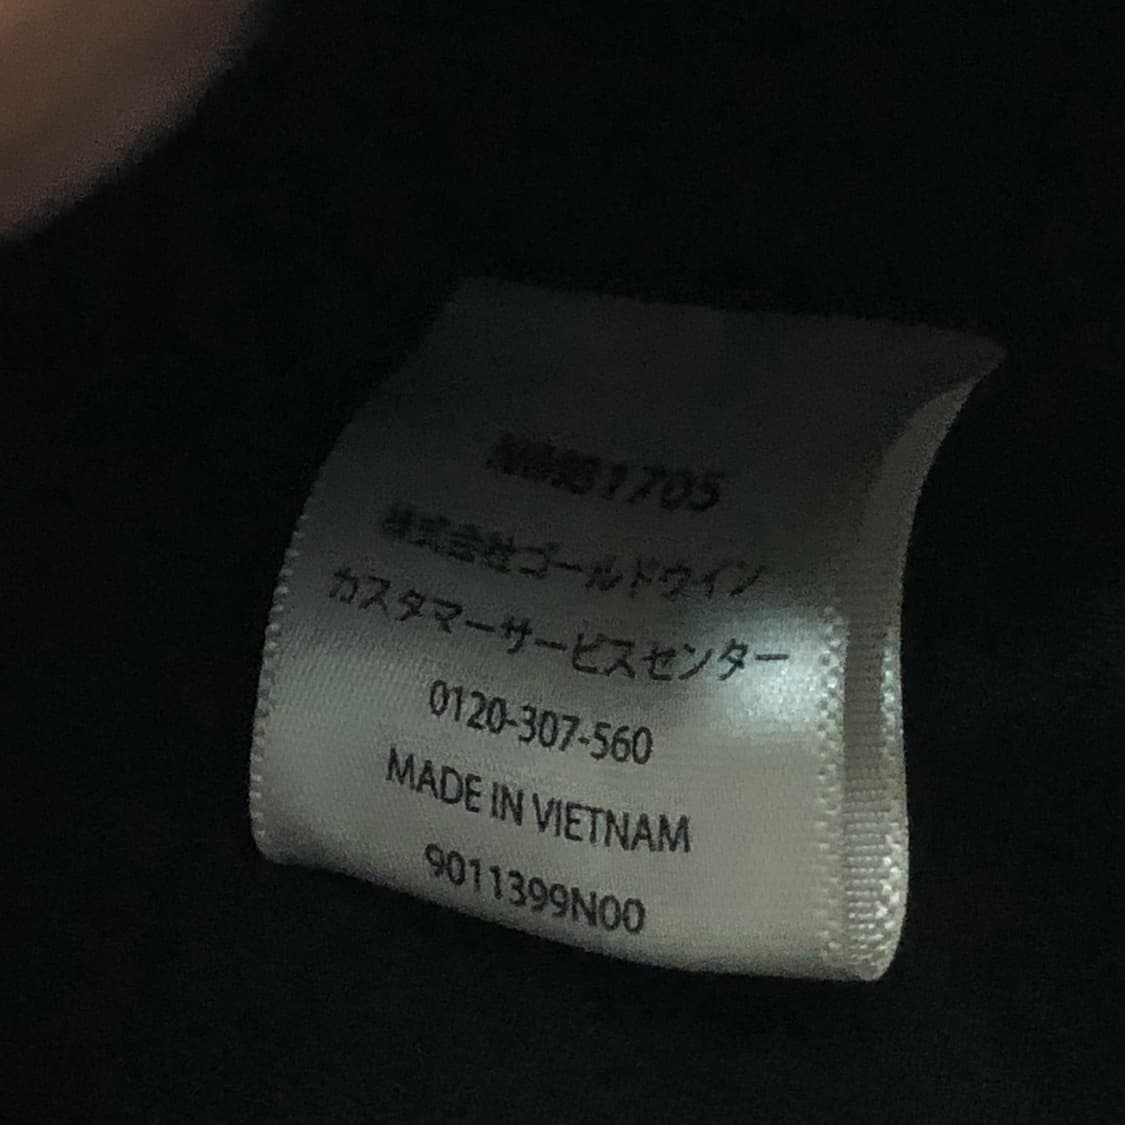 株式会社ゴールドウイン
カスタマーサービスセンター
0120-307-560
MADE IN VIETNAM
9011399N00